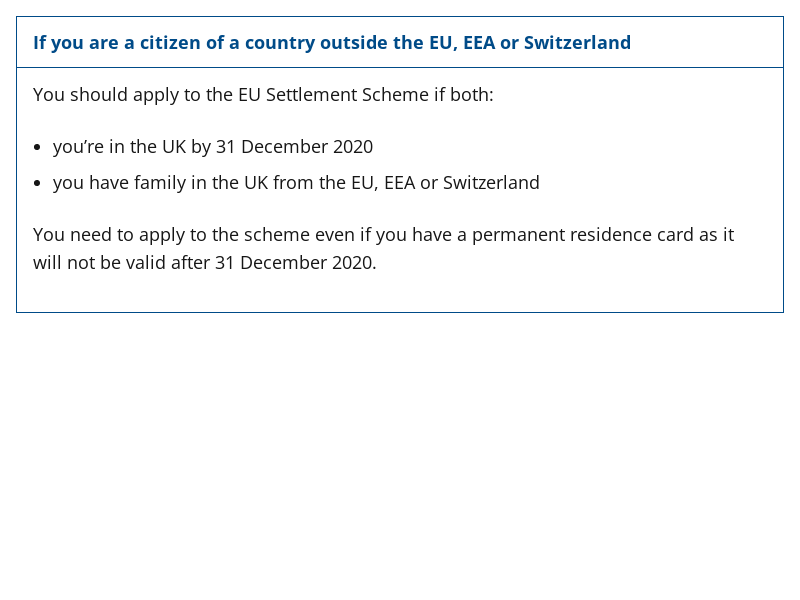 If you are a citizen of a country outside the EU, EEA or Switzerland
You should apply to the EU Settlement Scheme if both:
• you’re in the UK by 31 December 2020
• you have family in the UK from the EU, EEA or Switzerland
You need to apply to the scheme even if you have a permanent residence card as it
will not be valid after 31 December 2020.